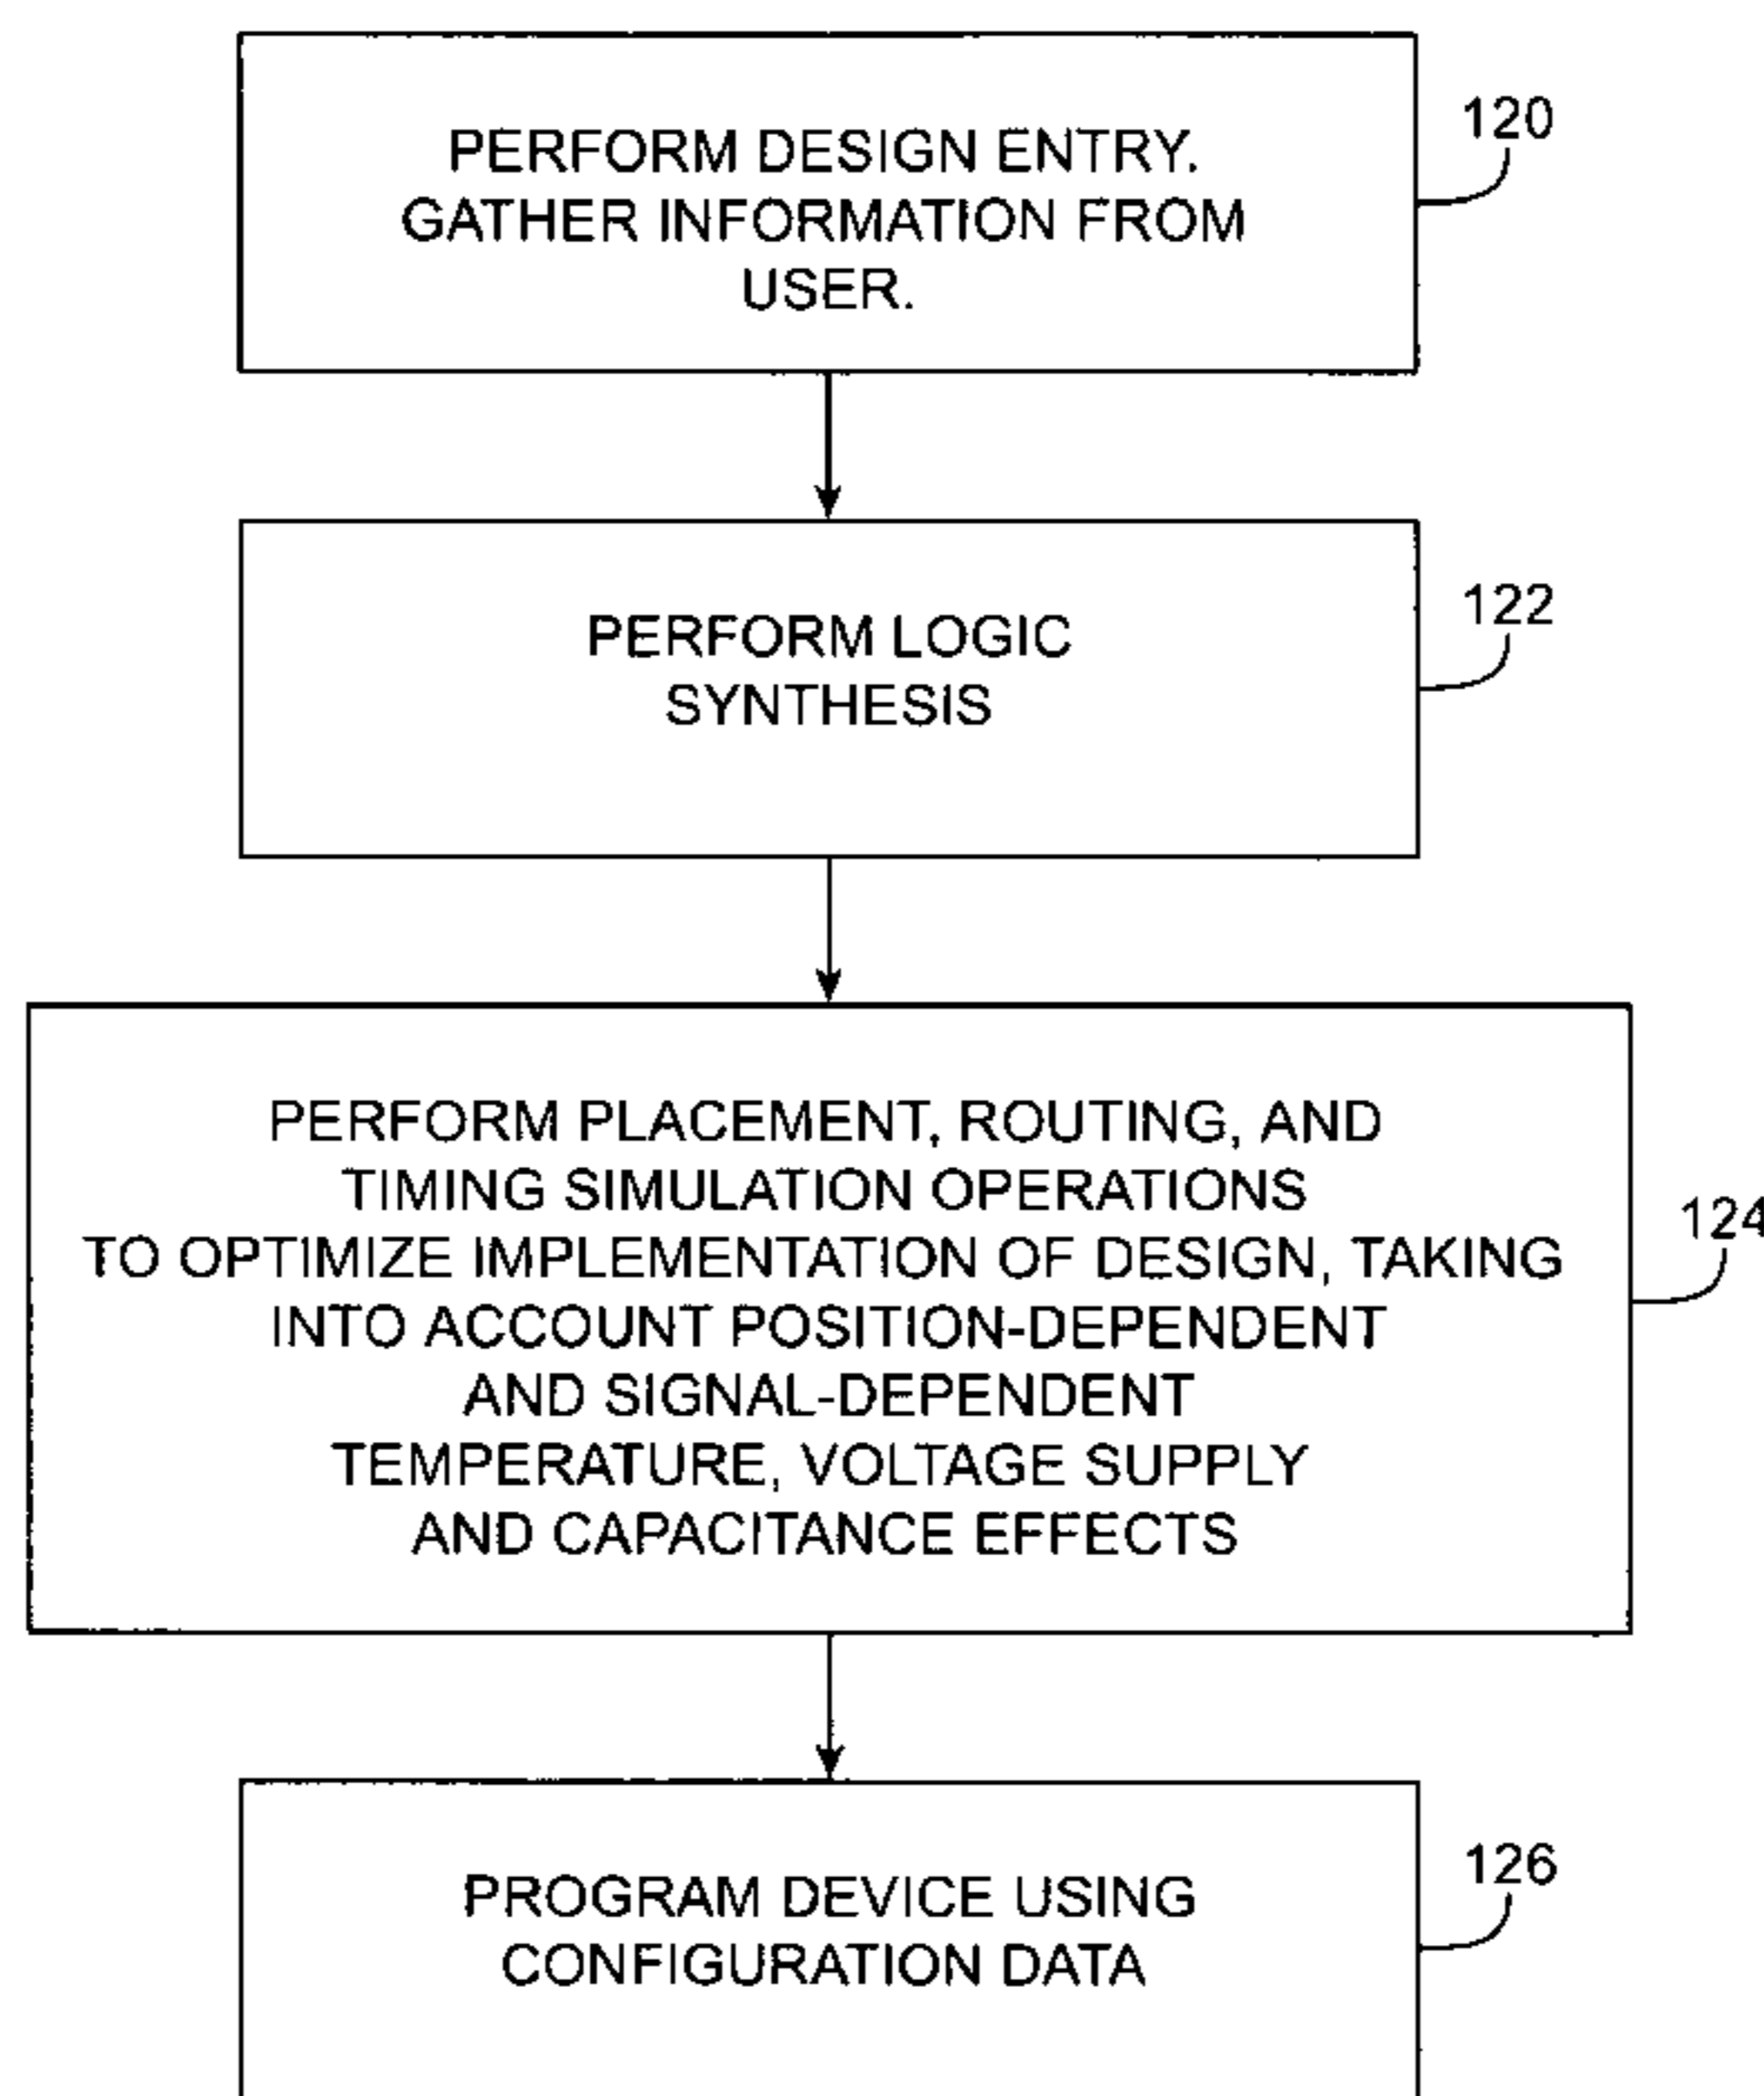 PERFORM DESIGN ENTRY.
GATHER INFORMATION FROM
USER.
120
PERFORM LOGIC
SYNTHESIS
122
PERFORM PLACEMENT, ROUTING, AND
TIMING SIMULATION OPERATIONS
TO OPTIMIZE IMPLEMENTATION OF DESIGN, TAKING
INTO ACCOUNT POSITION-DEPENDENT
AND SIGNAL-DEPENDENT
TEMPERATURE, VOLTAGE SUPPLY
AND CAPACITANCE EFFECTS
124
PROGRAM DEVICE USING
CONFIGURATION DATA
126